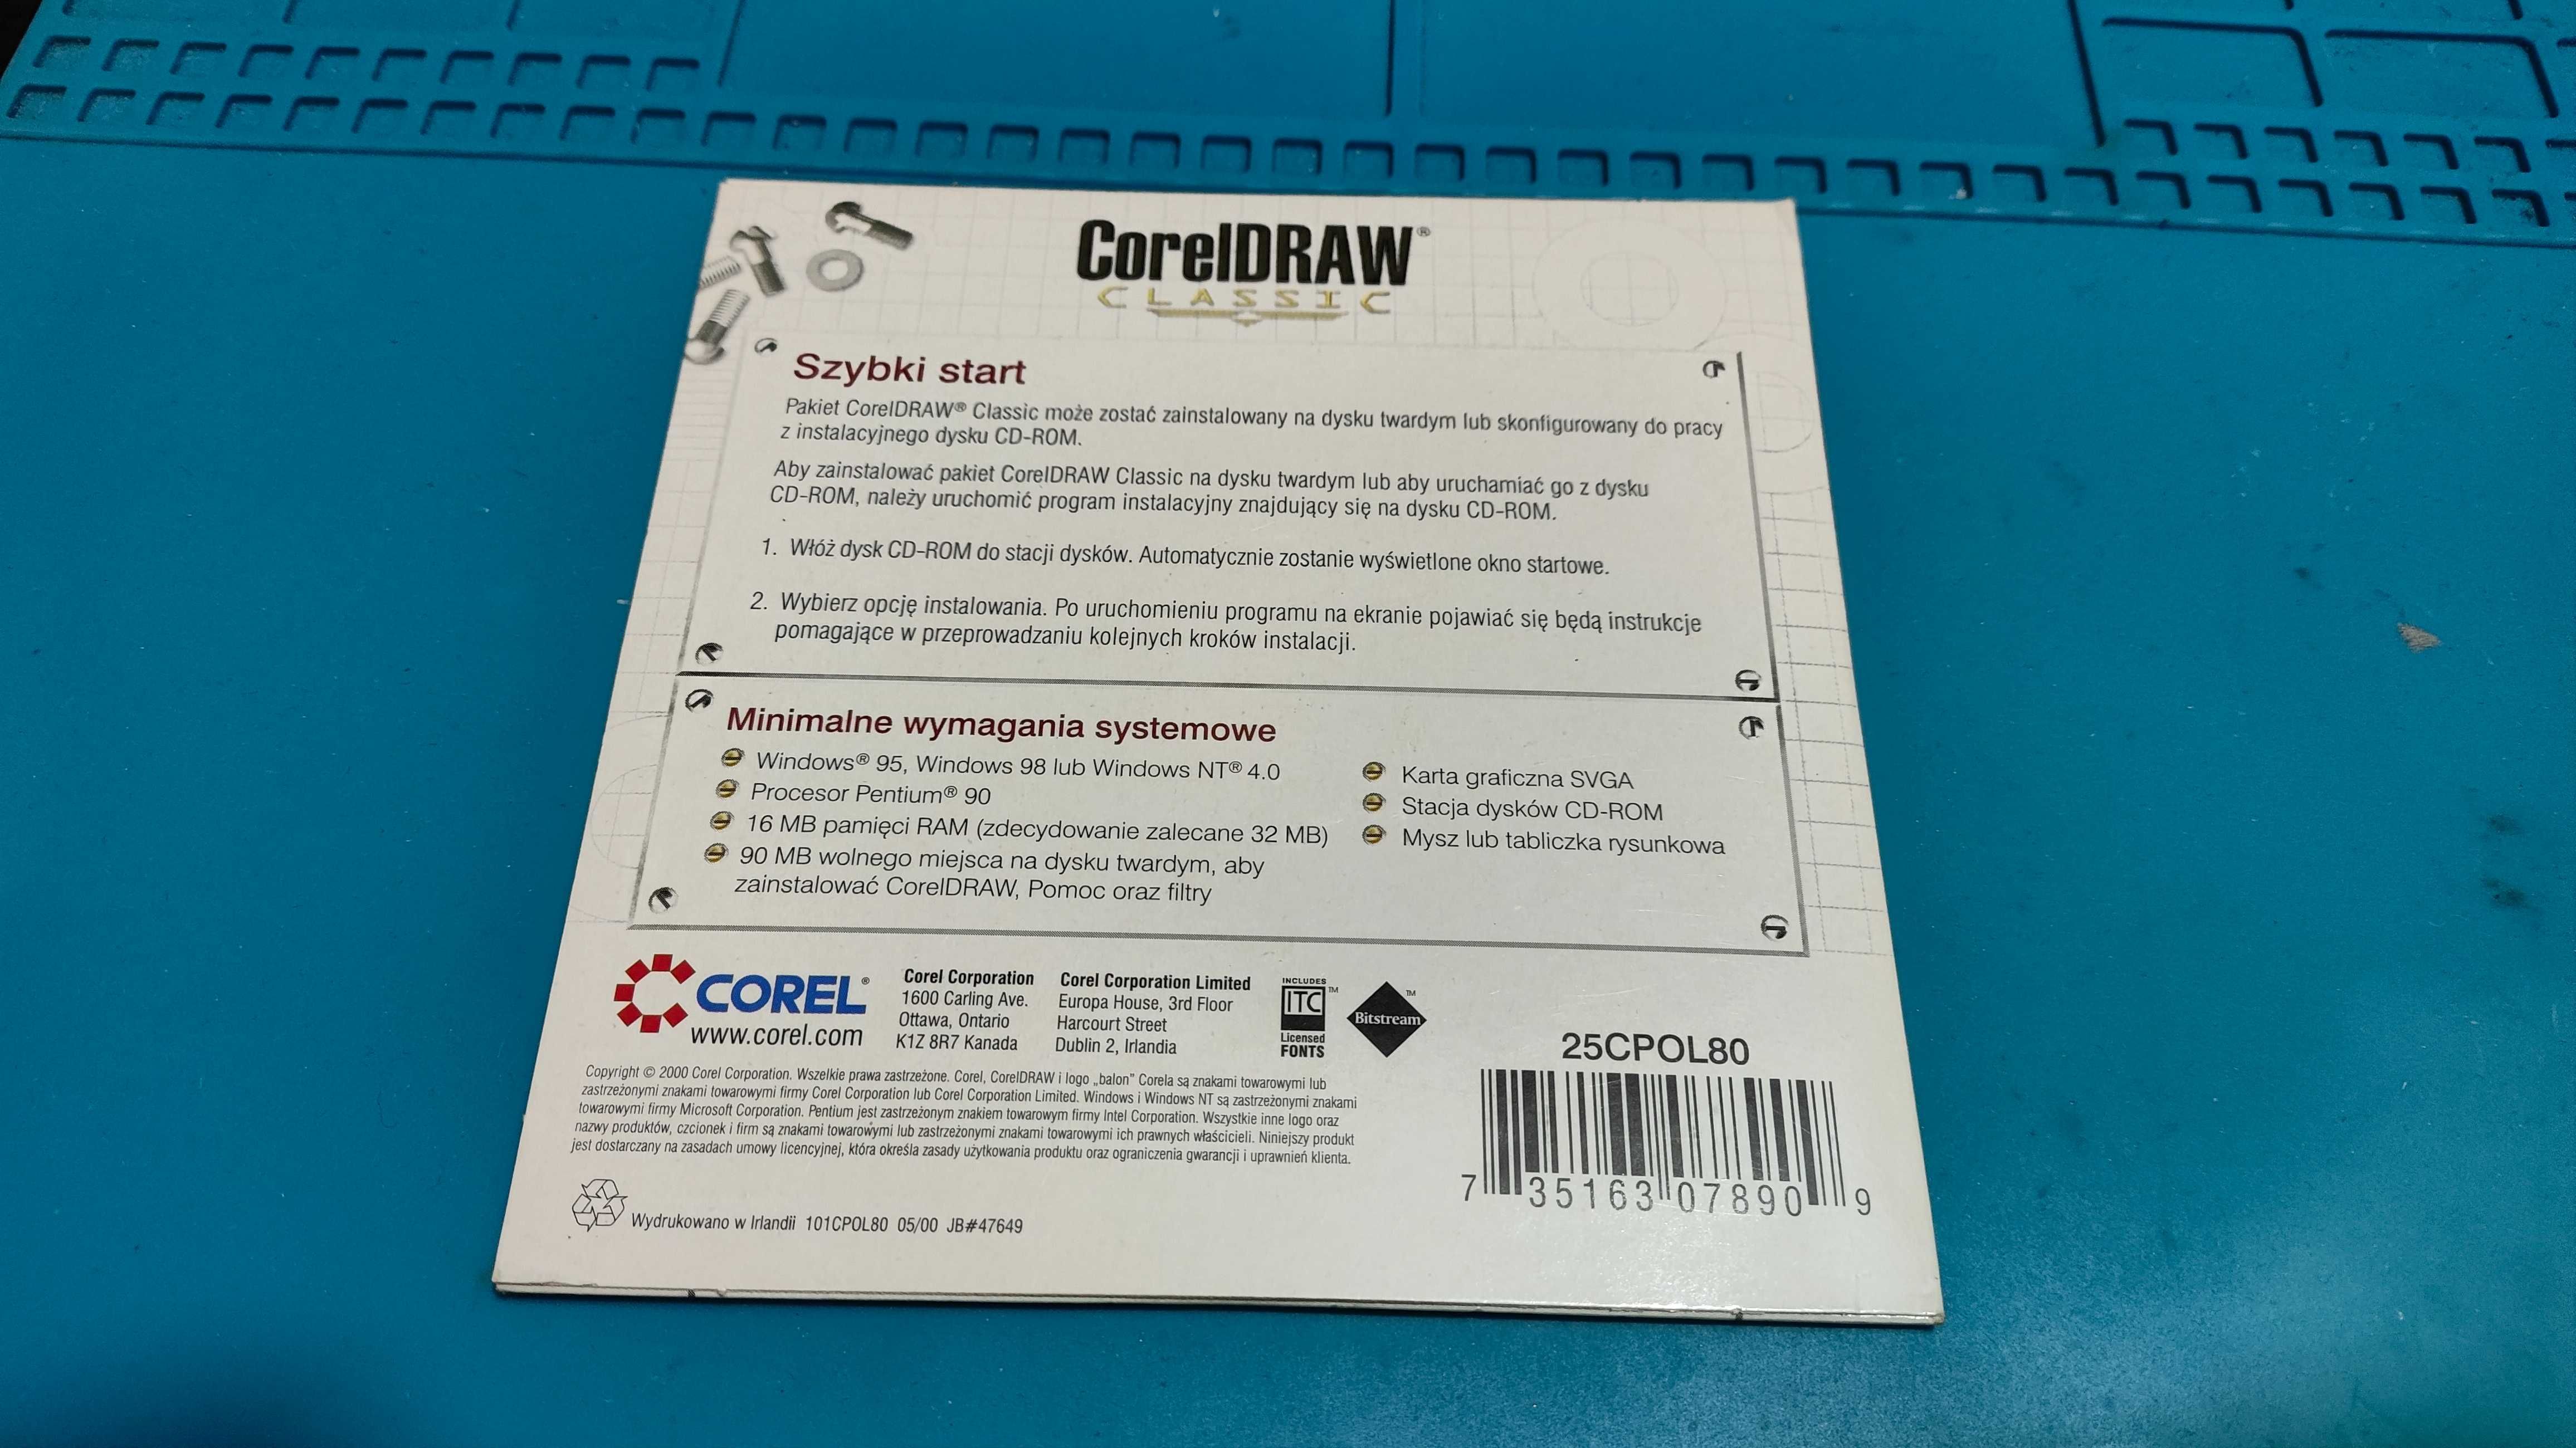 CorelDRAW®
CLASSIC
Szybki start
Pakiet CorelDRAW® Classic może zostać zainstalowany na dysku twardym lub skonfigurowany do pracy
z instalacyjnego dysku CD-ROM.
Aby zainstalować pakiet CorelDRAW Classic na dysku twardym lub aby uruchamiać go z dysku
CD-ROM, należy uruchomić program instalacyjny znajdujący się na dysku CD-ROM.
1. Włóż dysk CD-ROM do stacji dysków. Automatycznie zostanie wyświetlone okno startowe.
2. Wybierz opcję instalowania. Po uruchomieniu programu na ekranie pojawiać się będą instrukcje
pomagające w przeprowadzaniu kolejnych kroków instalacji.
Minimalne wymagania systemowe
Windows® 95, Windows 98 lub Windows NT® 4.0
Procesor Pentium® 90
16 MB pamięci RAM (zdecydowanie zalecane 32 MB)
90 MB wolnego miejsca na dysku twardym, aby
zainstalować CorelDRAW, Pomoc oraz filtry
Karta graficzna SVGA
Stacja dysków CD-ROM
Mysz lub tabliczka rysunkowa
COREL®
www.corel.com
Corel Corporation
1600 Carling Ave.
Ottawa, Ontario
K1Z 8R7 Kanada
Corel Corporation Limited
Europa House, 3rd Floor
Harcourt Street
Dublin 2, Irlandia
INCLUDES
ITC™
Licensed
FONTS
Bitstream™
25CPOL80
7 35163 07890 9
Copyright © 2000 Corel Corporation. Wszelkie prawa zastrzeżone. Corel, CorelDRAW i logo „balon" Corela są znakami towarowymi lub
zastrzeżonymi znakami towarowymi firmy Corel Corporation lub Corel Corporation Limited. Windows i Windows NT są zastrzeżonymi znakami
towarowymi firmy Microsoft Corporation. Pentium jest zastrzeżonym znakiem towarowym firmy Intel Corporation. Wszystkie inne logo oraz
nazwy produktów, czcionek i firm są znakami towarowymi lub zastrzeżonymi znakami towarowymi ich prawnych właścicieli. Niniejszy produkt
jest dostarczany na zasadach umowy licencyjnej, która określa zasady użytkowania produktu oraz ograniczenia gwarancji i uprawnień klienta.
Wydrukowano w Irlandii 101CPOL80 05/00 JB#47649